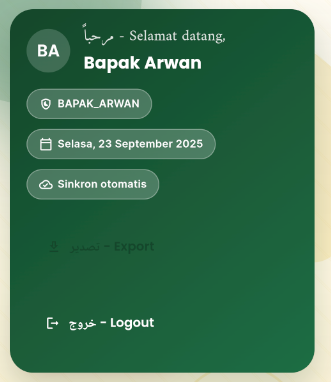 BA
مرحباً - Selamat datang,
Bapak Arwan
BAPAK_ARWAN
Selasa, 23 September 2025
Sinkron otomatis
تصدير - Export
خروج - Logout